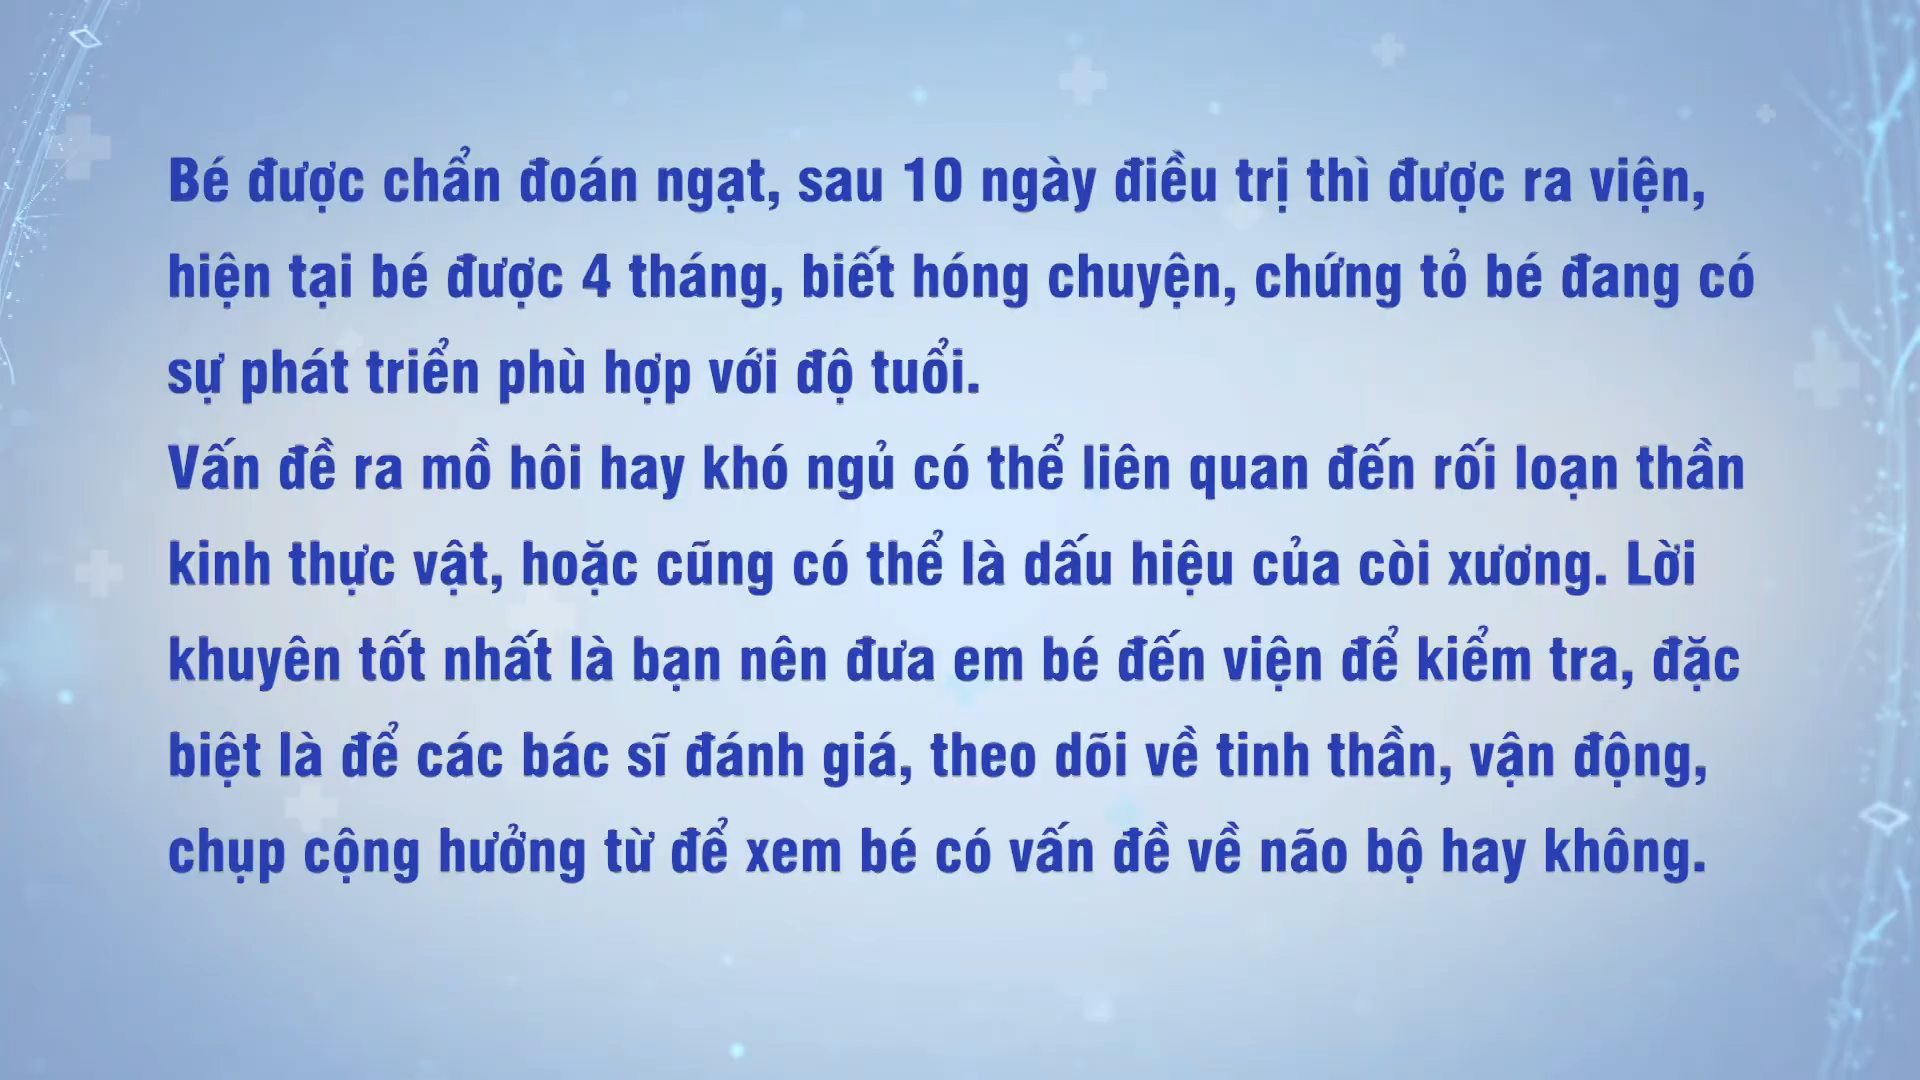 Bé được chẩn đoán ngạt, sau 10 ngày điều trị thì được ra viện,
hiện tại bé được 4 tháng, biết hóng chuyện, chứng tỏ bé đang có
sự phát triển phù hợp với độ tuổi.
Vấn đề ra mồ hôi hay khó ngủ có thể liên quan đến rối loạn thần
kinh thực vật, hoặc cũng có thể là dấu hiệu của còi xương. Lời
khuyên tốt nhất là bạn nên đưa em bé đến viện để kiểm tra, đặc
biệt là để các bác sĩ đánh giá, theo dõi về tinh thần, vận động,
chụp cộng hưởng từ để xem bé có vấn đề về não bộ hay không.